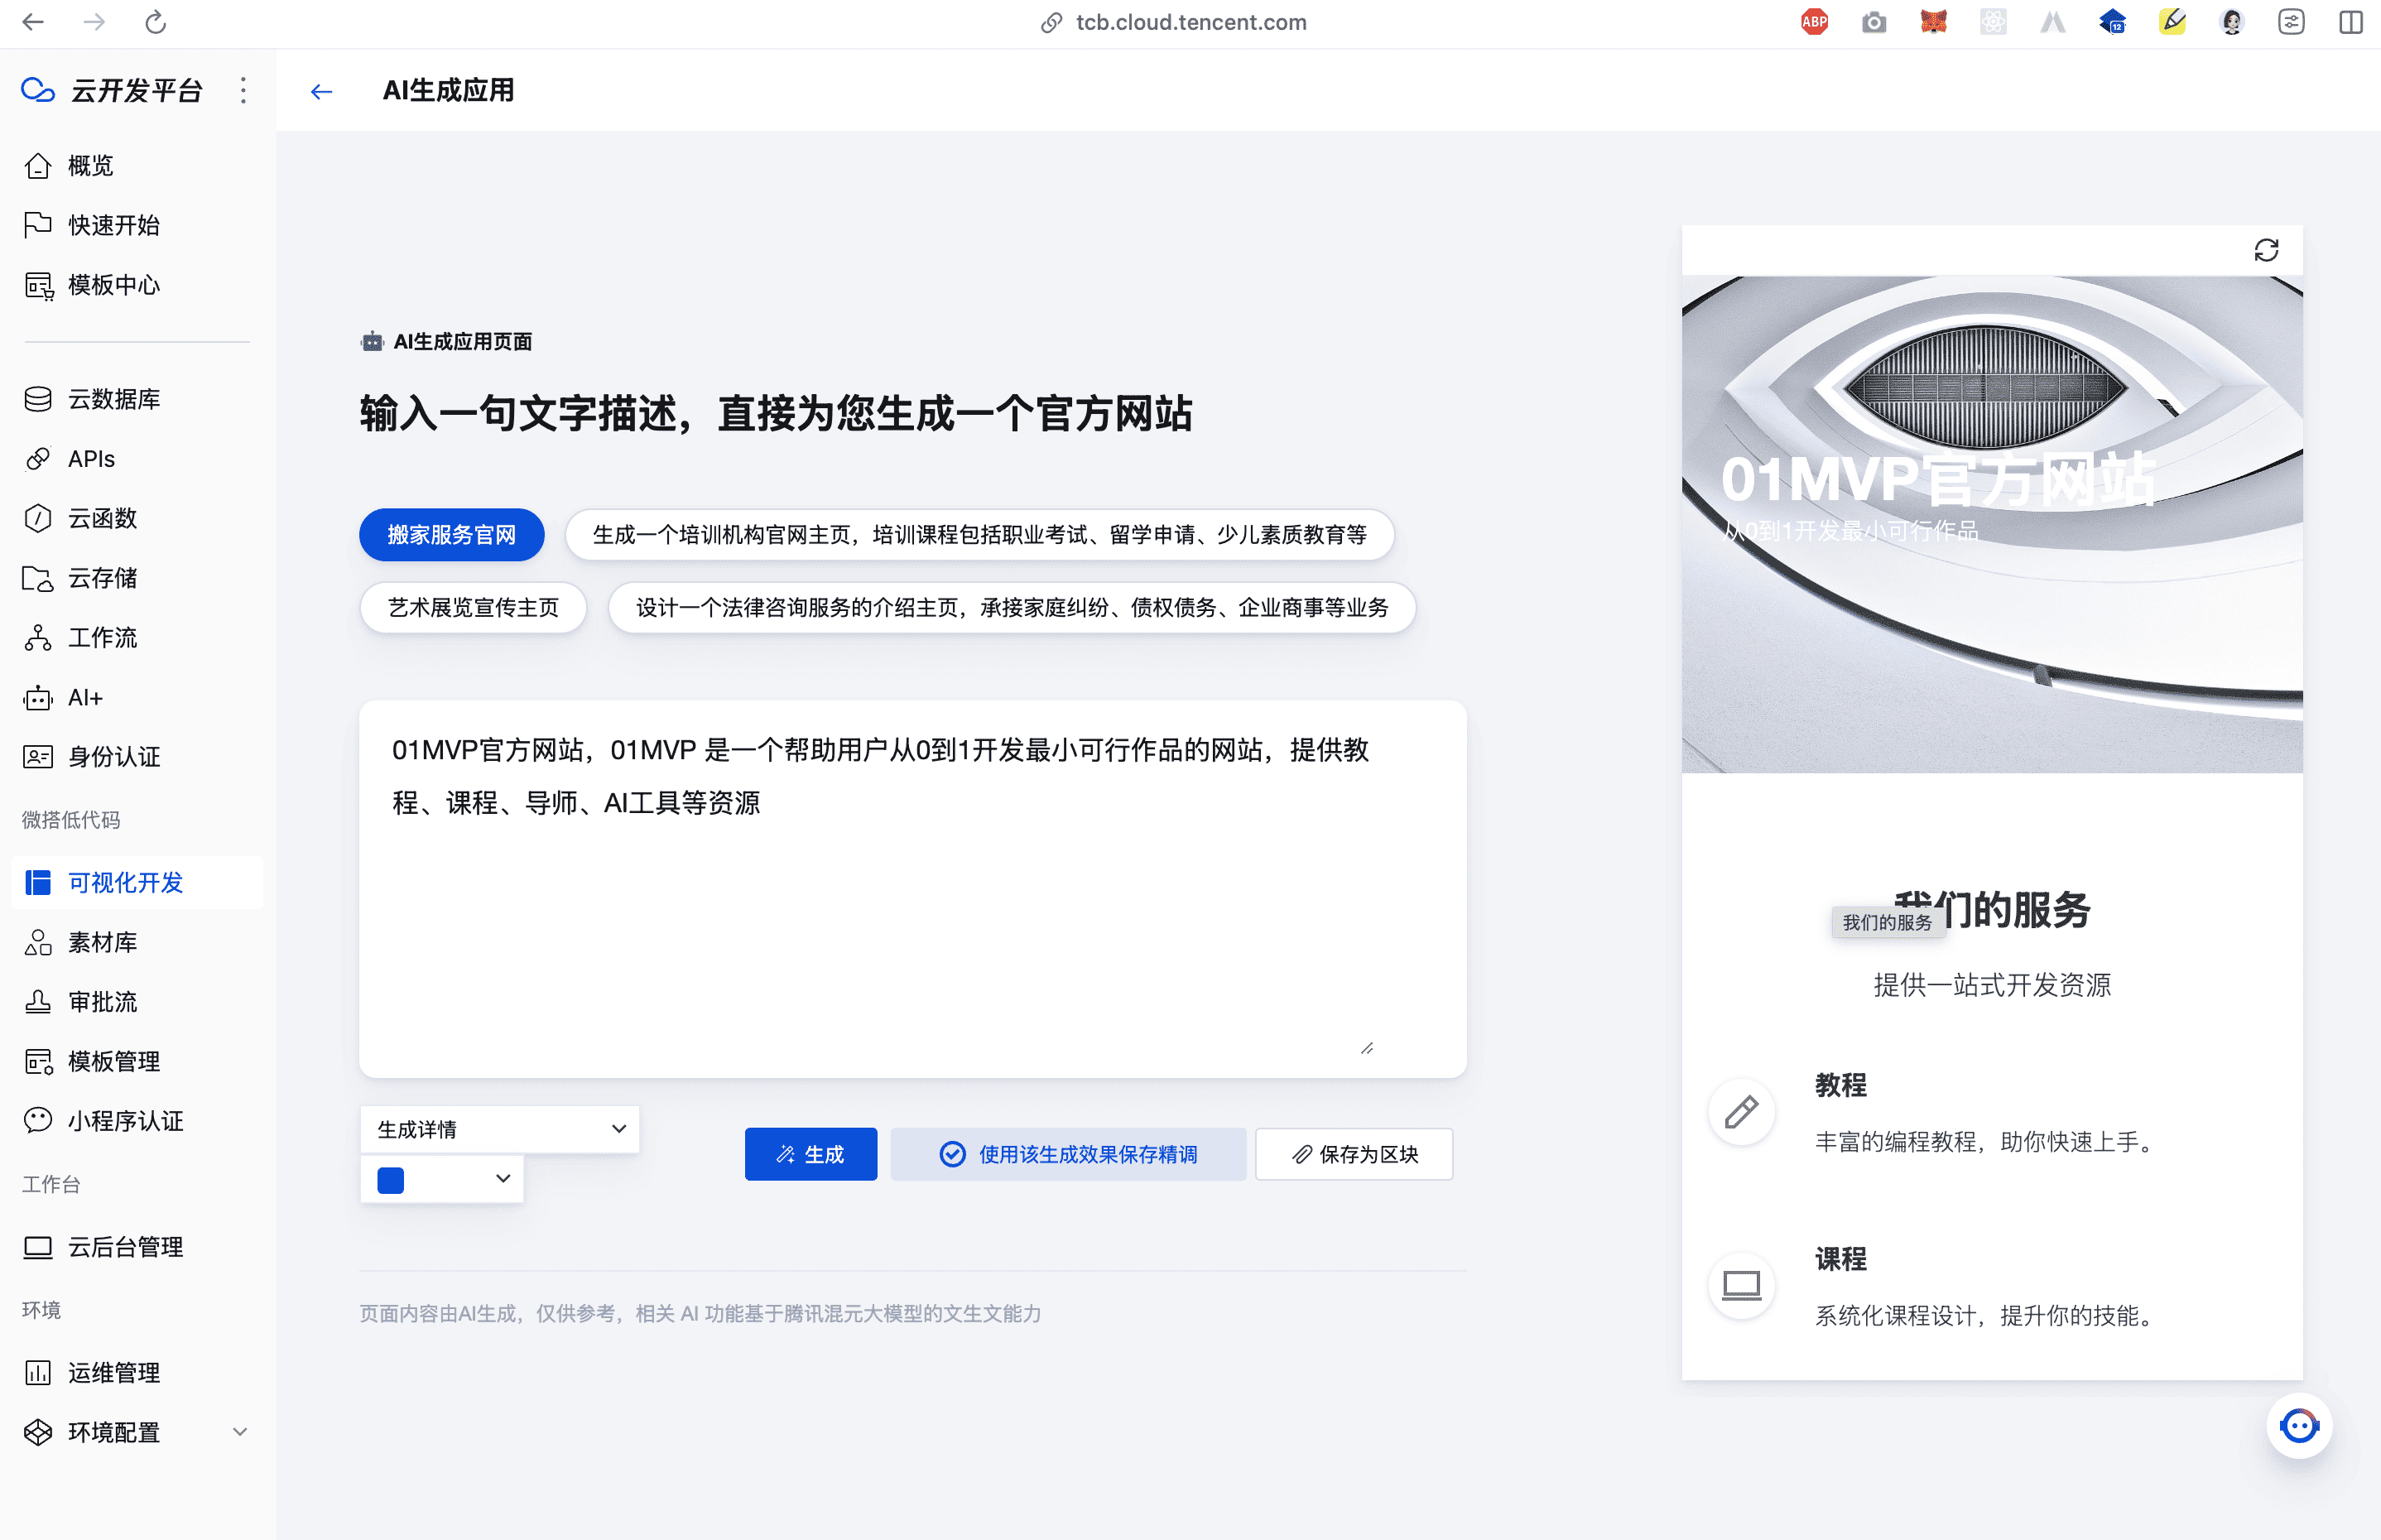 tcb.cloud.tencent.com
ABP
12
云开发平台
AI生成应用
概览
快速开始
模板中心
云数据库
APIs
云函数
云存储
工作流
AI+
身份认证
微搭低代码
可视化开发
素材库
审批流
模板管理
小程序认证
工作台
云后台管理
环境
运维管理
环境配置
AI生成应用页面
输入一句文字描述，直接为您生成一个官方网站
搬家服务官网
生成一个培训机构官网主页，培训课程包括职业考试、留学申请、少儿素质教育等
艺术展览宣传主页
设计一个法律咨询服务的介绍主页，承接家庭纠纷、债权债务、企业商事等业务
01MVP官方网站，01MVP 是一个帮助用户从0到1开发最小可行作品的网站，提供教
程、课程、导师、AI工具等资源
生成详情
生成
使用该生成效果保存精调
保存为区块
页面内容由AI生成，仅供参考，相关 AI 功能基于腾讯混元大模型的文生文能力
01MVP官方网站
从0到1开发最小可行作品
我们的服务
我们的服务
提供一站式开发资源
教程
丰富的编程教程，助你快速上手。
课程
系统化课程设计，提升你的技能。